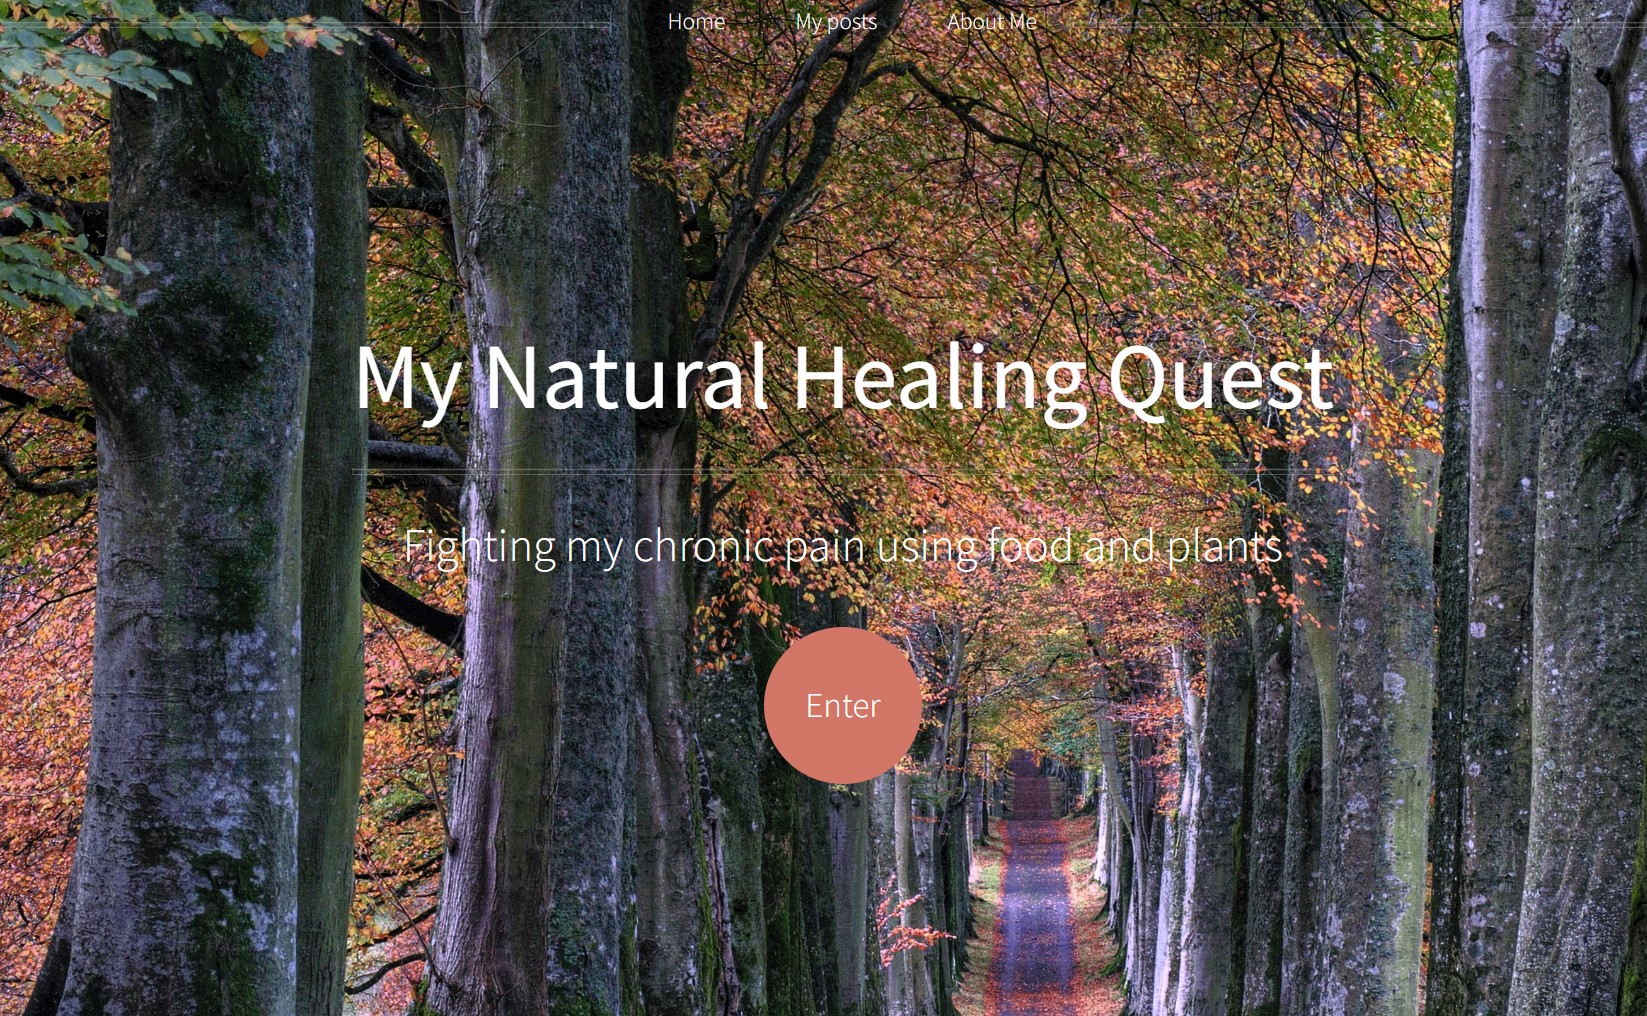 Home My posts About Me
My Natural Healing Quest
Fighting my chronic pain using food and plants
Enter